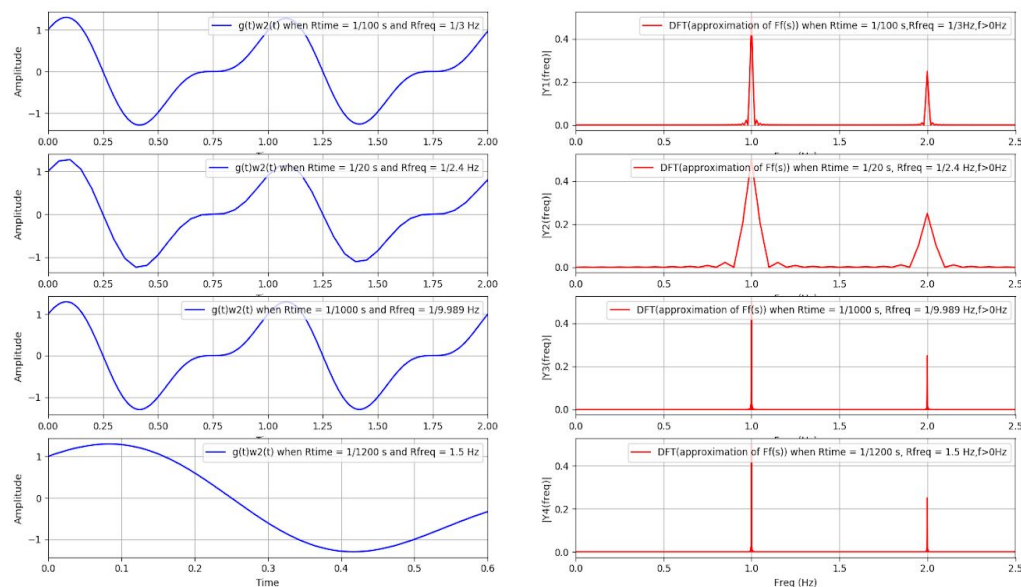 g(t)w2(t) when Rtime = 1/100 s and Rfreq = 1/3 Hz
Amplitude
1
0
−1
0.00 0.25 0.50 0.75 1.00 1.25 1.50 1.75 2.00
DFT(approximation of Ff(s)) when Rtime = 1/100 s,Rfreq = 1/3Hz,f>0Hz
|Y1(freq)|
0.4
0.2
0.0
0.0 0.5 1.0 1.5 2.0 2.5
g(t)w2(t) when Rtime = 1/20 s and Rfreq = 1/2.4 Hz
Amplitude
1
0
−1
0.00 0.25 0.50 0.75 1.00 1.25 1.50 1.75 2.00
DFT(approximation of Ff(s)) when Rtime = 1/20 s, Rfreq = 1/2.4 Hz,f>0Hz
|Y2(freq)|
0.4
0.2
0.0
0.0 0.5 1.0 1.5 2.0 2.5
g(t)w2(t) when Rtime = 1/1000 s and Rfreq = 1/9.989 Hz
Amplitude
1
0
−1
0.00 0.25 0.50 0.75 1.00 1.25 1.50 1.75 2.00
DFT(approximation of Ff(s)) when Rtime = 1/1000 s, Rfreq = 1/9.989 Hz,f>0Hz
|Y3(freq)|
0.4
0.2
0.0
0.0 0.5 1.0 1.5 2.0 2.5
g(t)w2(t) when Rtime = 1/1200 s and Rfreq = 1.5 Hz
Amplitude
1
0
−1
0.0 0.1 0.2 0.3 0.4 0.5 0.6
Time
DFT(approximation of Ff(s)) when Rtime = 1/1200 s, Rfreq = 1.5 Hz,f>0Hz
|Y4(freq)|
0.4
0.2
0.0
0.0 0.5 1.0 1.5 2.0 2.5
Freq (Hz)